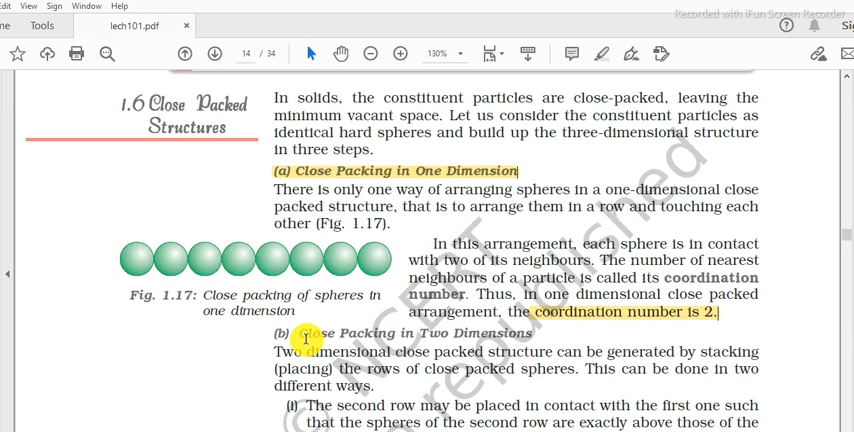 Edit View Sign Window Help
Recorded with iFun Screen Recorder
Tools lech101.pdf ×
14 / 34 130%
1.6 Close Packed
Structures
In solids, the constituent particles are close-packed, leaving the
minimum vacant space. Let us consider the constituent particles as
identical hard spheres and build up the three-dimensional structure
in three steps.
(a) Close Packing in One Dimension
There is only one way of arranging spheres in a one-dimensional close
packed structure, that is to arrange them in a row and touching each
other (Fig. 1.17).
Fig. 1.17: Close packing of spheres in
one dimension
In this arrangement, each sphere is in contact
with two of its neighbours. The number of nearest
neighbours of a particle is called its coordination
number. Thus, in one dimensional close packed
arrangement, the coordination number is 2.
(b) Close Packing in Two Dimensions
Two dimensional close packed structure can be generated by stacking
(placing) the rows of close packed spheres. This can be done in two
different ways.
(i) The second row may be placed in contact with the first one such
that the spheres of the second row are exactly above those of the
© NCERT
republished